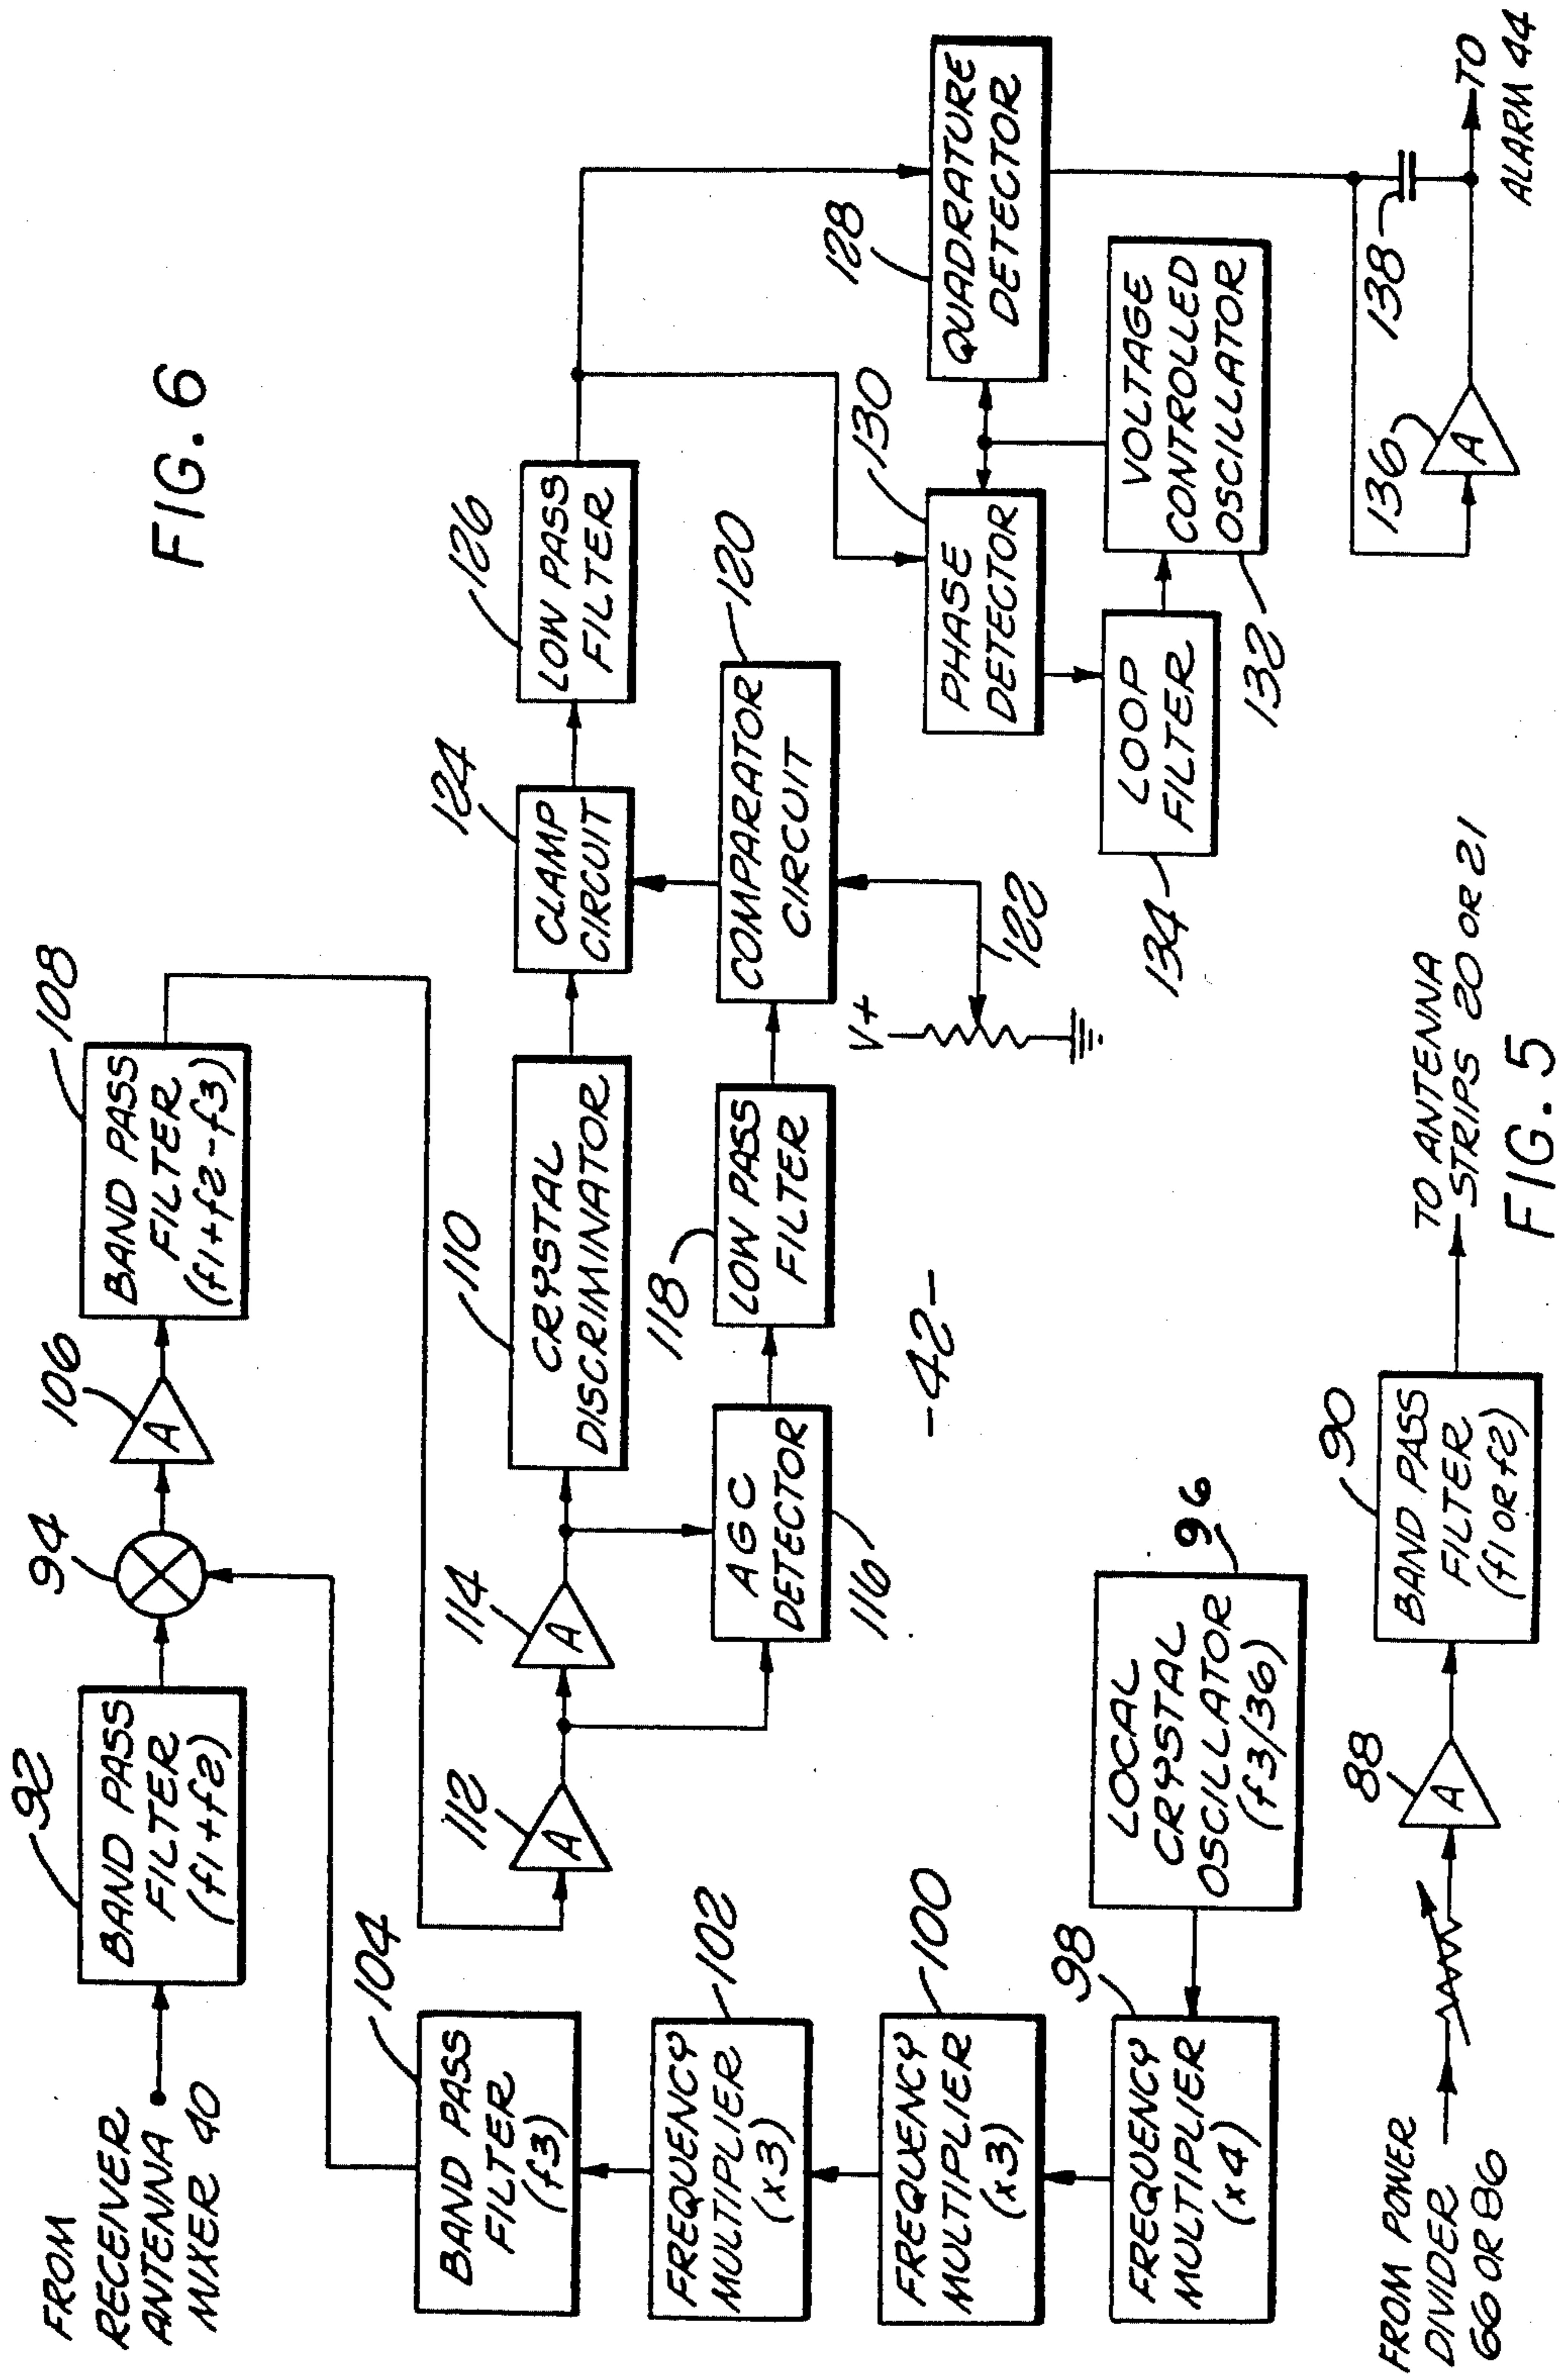 FIG. 6
FROM
RECEIVER
ANTENNA
MIXER 40
92
BAND PASS
FILTER
(f1+f2)
94
106
A
108
BAND PASS
FILTER
(f1+f2-f3)
104
BAND PASS
FILTER
(f3)
102
FREQUENCY
MULTIPLIER
(x3)
100
FREQUENCY
MULTIPLIER
(x3)
98
FREQUENCY
MULTIPLIER
(x4)
96
LOCAL
CRYSTAL
OSCILLATOR
(f3/36)
112
A
114
A
110
CRYSTAL
DISCRIMINATOR
116
AGC
DETECTOR
118
LOW PASS
FILTER
120
COMPARATOR
CIRCUIT
V+
122
124
CLAMP
CIRCUIT
126
LOW PASS
FILTER
128
QUADRATURE
DETECTOR
130
PHASE
DETECTOR
132
VOLTAGE
CONTROLLED
OSCILLATOR
134
LOOP
FILTER
136
A
138
TO
ALARM 44
-42-
FROM POWER
DIVIDER
66 OR 86
88
A
90
BAND PASS
FILTER
(f1 OR f2)
TO ANTENNA
STRIPS 20 OR 21
FIG. 5